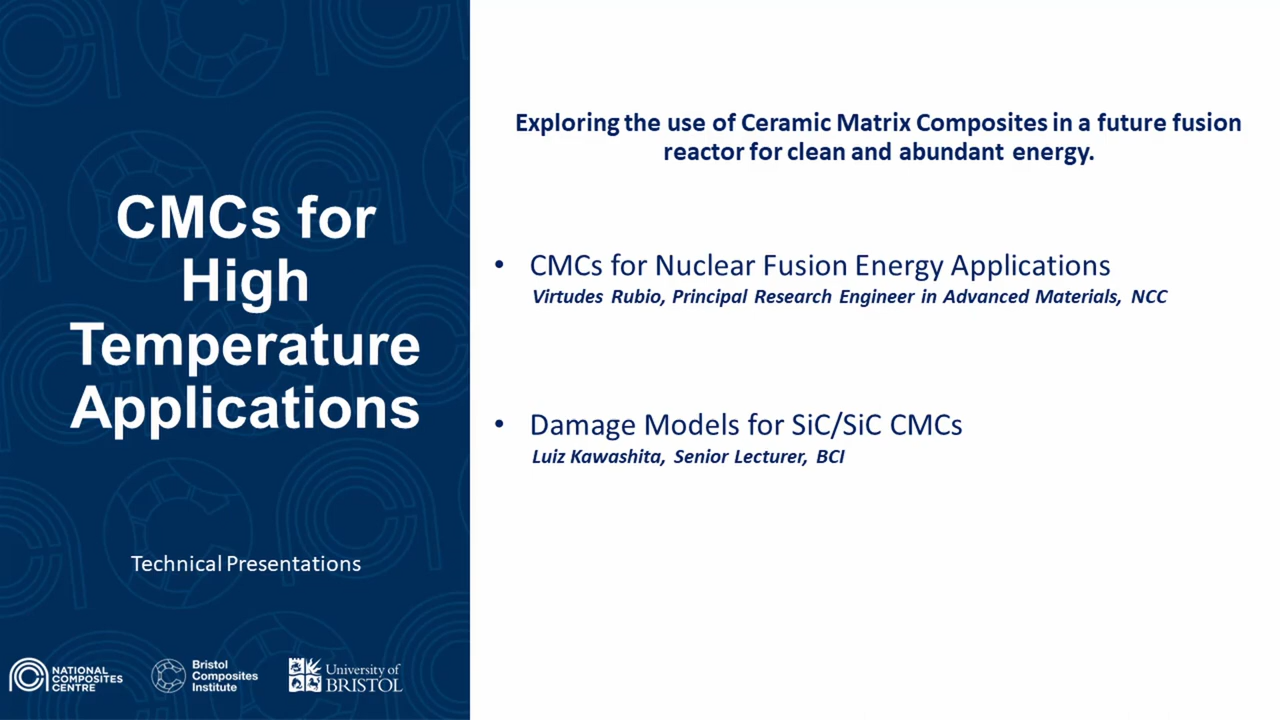 CMCs for
High
Temperature
Applications
Technical Presentations
NATIONAL
COMPOSITES
CENTRE
Bristol
Composites
Institute
University of
BRISTOL
Exploring the use of Ceramic Matrix Composites in a future fusion
reactor for clean and abundant energy.
• CMCs for Nuclear Fusion Energy Applications
Virtudes Rubio, Principal Research Engineer in Advanced Materials, NCC
• Damage Models for SiC/SiC CMCs
Luiz Kawashita, Senior Lecturer, BCI